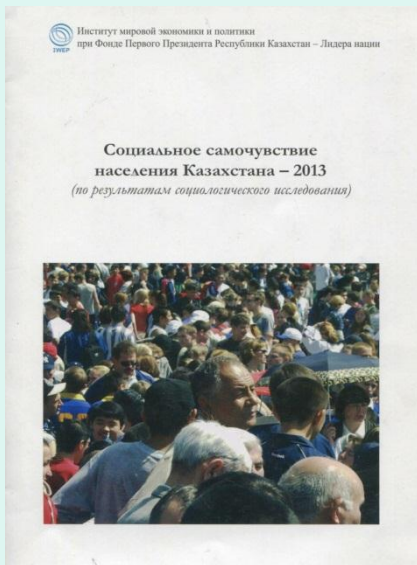 Институт мировой экономики и политики
при Фонде Первого Президента Республики Казахстан – Лидера нации
IWEP
Социальное самочувствие
населения Казахстана – 2013
(по результатам социологического исследования)